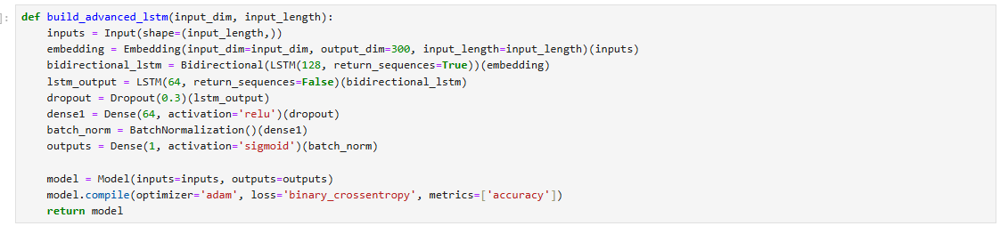 ]:
def build_advanced_lstm(input_dim, input_length):
    inputs = Input(shape=(input_length,))
    embedding = Embedding(input_dim=input_dim, output_dim=300, input_length=input_length)(inputs)
    bidirectional_lstm = Bidirectional(LSTM(128, return_sequences=True))(embedding)
    lstm_output = LSTM(64, return_sequences=False)(bidirectional_lstm)
    dropout = Dropout(0.3)(lstm_output)
    dense1 = Dense(64, activation='relu')(dropout)
    batch_norm = BatchNormalization()(dense1)
    outputs = Dense(1, activation='sigmoid')(batch_norm)

    model = Model(inputs=inputs, outputs=outputs)
    model.compile(optimizer='adam', loss='binary_crossentropy', metrics=['accuracy'])
    return model